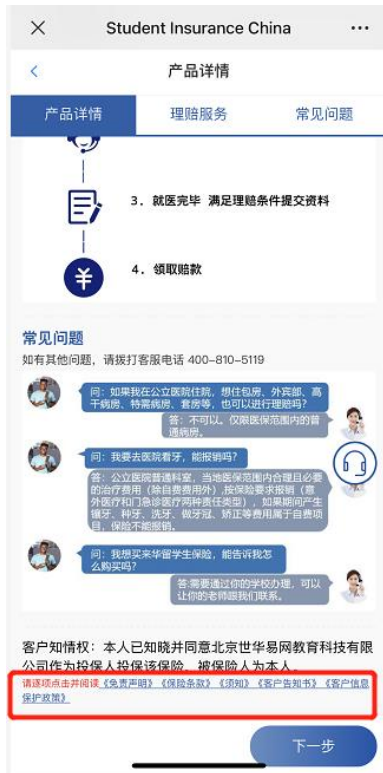 Student Insurance China
产品详情
产品详情 理赔服务 常见问题
3. 就医完毕 满足理赔条件提交资料
4. 领取赔款
常见问题
如有其他问题，请拨打客服电话 400-810-5119
问：如果我在公立医院住院，想住包房、外宾部、高
干病房、特需病房、套房等，也可以进行理赔吗？
答：不可以。仅限医保范围内的普
通病房。
问：我要去医院看牙，能报销吗？
答：公立医院普通科室，当地医保范围内合理且必要
的治疗费用（除自费费用外）,按保险要求报销（意
外医疗和门急诊医疗两种责任类型），如果期间产生
镶牙、种牙、洗牙、做牙冠、矫正等费用属于自费项
目，保险不能报销。
问：我想买来华留学生保险，能告诉我怎
么购买吗？
答:需要通过你的学校办理，可以
让你的老师跟我们联系。
客户知情权：本人已知晓并同意北京世华易网教育科技有限
公司作为投保人投保该保险，被保险人为本人。
请逐项点击并阅读《免责声明》《保险条款》《须知》《客户告知书》《客户信息
保护政策》
下一步